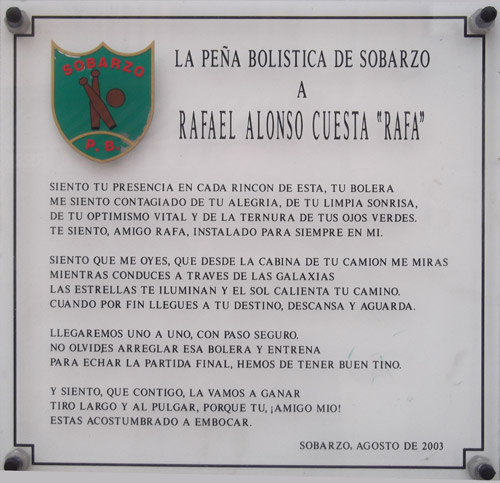 SOBARZO
P. B.
LA PEÑA BOLISTICA DE SOBARZO
A
RAFAEL ALONSO CUESTA "RAFA"
SIENTO TU PRESENCIA EN CADA RINCON DE ESTA, TU BOLERA
ME SIENTO CONTAGIADO DE TU ALEGRIA, DE TU LIMPIA SONRISA,
DE TU OPTIMISMO VITAL Y DE LA TERNURA DE TUS OJOS VERDES.
TE SIENTO, AMIGO RAFA, INSTALADO PARA SIEMPRE EN MI.
SIENTO QUE ME OYES, QUE DESDE LA CABINA DE TU CAMION ME MIRAS
MIENTRAS CONDUCES A TRAVES DE LAS GALAXIAS
LAS ESTRELLAS TE ILUMINAN Y EL SOL CALIENTA TU CAMINO.
CUANDO POR FIN LLEGUES A TU DESTINO, DESCANSA Y AGUARDA.
LLEGAREMOS UNO A UNO, CON PASO SEGURO.
NO OLVIDES ARREGLAR ESA BOLERA Y ENTRENA
PARA ECHAR LA PARTIDA FINAL, HEMOS DE TENER BUEN TINO.
Y SIENTO, QUE CONTIGO, LA VAMOS A GANAR
TIRO LARGO Y AL PULGAR, PORQUE TU, ¡AMIGO MIO!
ESTAS ACOSTUMBRADO A EMBOCAR.
SOBARZO, AGOSTO DE 2003